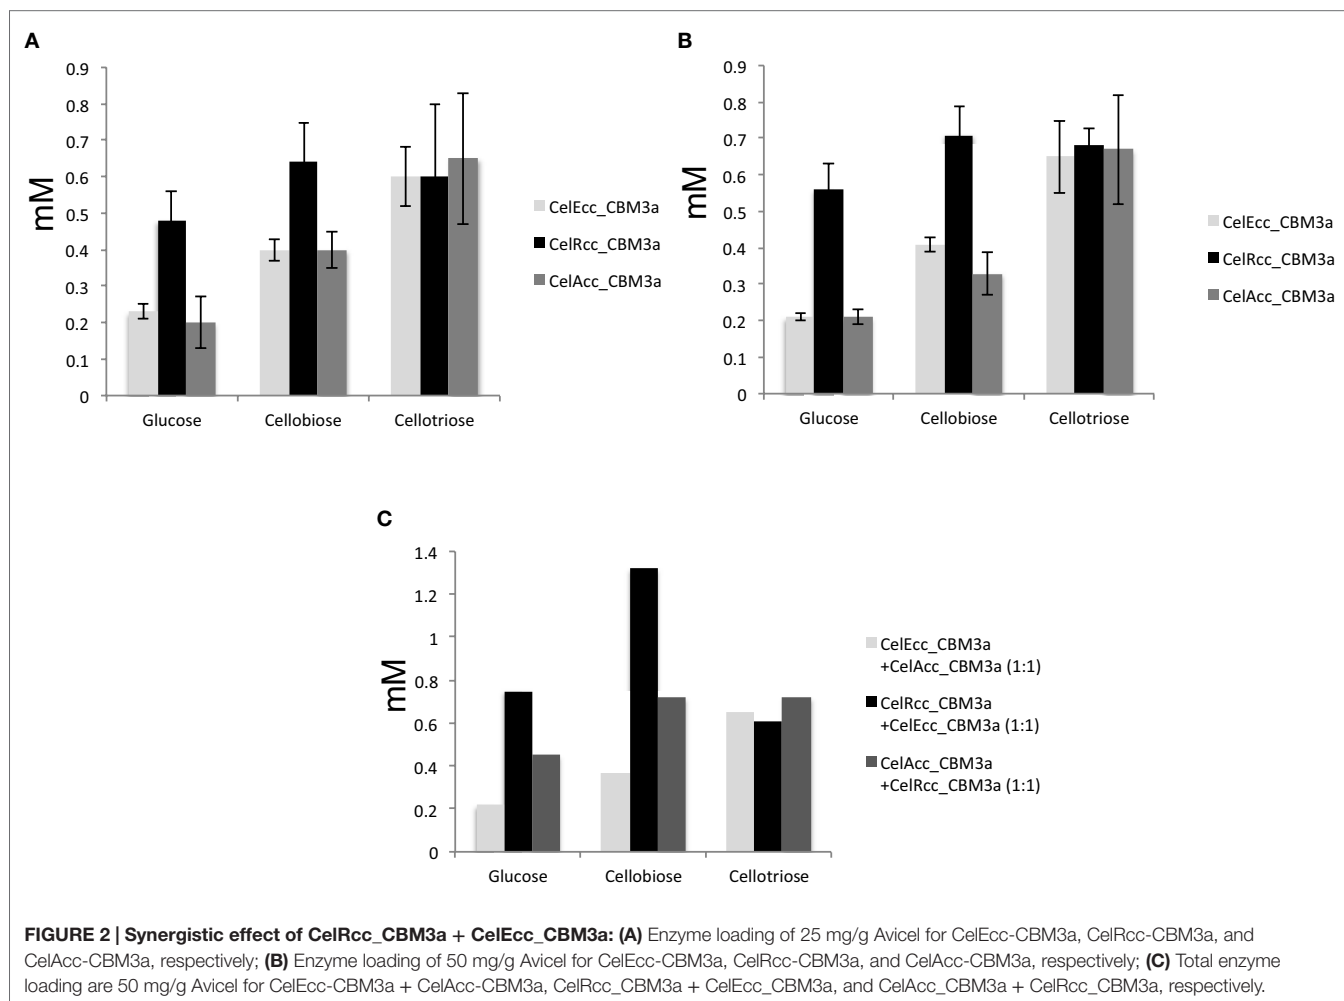 A
mM
0.9
0.8
0.7
0.6
0.5
0.4
0.3
0.2
0.1
0
Glucose
Cellobiose
Cellotriose
CelEcc_CBM3a
CelRcc_CBM3a
CelAcc_CBM3a
B
mM
0.9
0.8
0.7
0.6
0.5
0.4
0.3
0.2
0.1
0
Glucose
Cellobiose
Cellotriose
CelEcc_CBM3a
CelRcc_CBM3a
CelAcc_CBM3a
C
mM
1.4
1.2
1
0.8
0.6
0.4
0.2
0
Glucose
Cellobiose
Cellotriose
CelEcc_CBM3a
+CelAcc_CBM3a (1:1)
CelRcc_CBM3a
+CelEcc_CBM3a (1:1)
CelAcc_CBM3a
+CelRcc_CBM3a (1:1)
FIGURE 2 | Synergistic effect of CelRcc_CBM3a + CelEcc_CBM3a: (A) Enzyme loading of 25 mg/g Avicel for CelEcc-CBM3a, CelRcc-CBM3a, and
CelAcc-CBM3a, respectively; (B) Enzyme loading of 50 mg/g Avicel for CelEcc-CBM3a, CelRcc-CBM3a, and CelAcc-CBM3a, respectively; (C) Total enzyme
loading are 50 mg/g Avicel for CelEcc-CBM3a + CelAcc-CBM3a, CelRcc_CBM3a + CelEcc_CBM3a, and CelAcc_CBM3a + CelRcc_CBM3a, respectively.